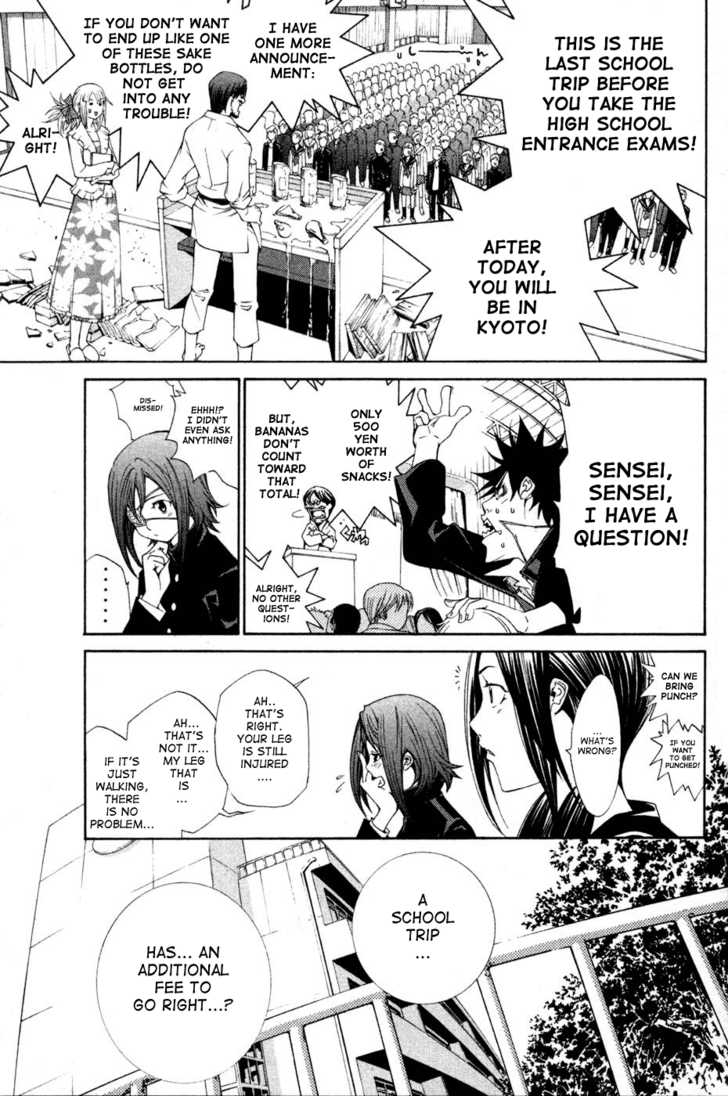 THIS IS THE
LAST SCHOOL
TRIP BEFORE
YOU TAKE THE
HIGH SCHOOL
ENTRANCE EXAMS!
AFTER
TODAY,
YOU WILL
BE IN
KYOTO!
I HAVE
ONE MORE
ANNOUNCE-
MENT:
IF YOU DON'T WANT
TO END UP LIKE ONE
OF THESE SAKE
BOTTLES, DO
NOT GET
INTO ANY
TROUBLE!
ALRI-
GHT!
SENSEI,
SENSEI,
I HAVE A
QUESTION!
ONLY
500
YEN
WORTH
OF
SNACKS!
BUT,
BANANAS
DON'T
COUNT
TOWARD
THAT
TOTAL!
ALRIGHT,
NO OTHER
QUEST-
IONS!
EHHH!?
I DIDN'T
EVEN ASK
ANYTHING!
DIS-
MISSED!
......
CAN WE
BRING
PUNCH?
IF YOU
WANT
TO GET
PUNCHED!
...
WHAT'S
WRONG?
AH..
THAT'S
RIGHT.
YOUR LEG
IS STILL
INJURED
....
AH...
THAT'S
NOT IT...
MY LEG
THAT
IS
...
IF IT'S
JUST
WALKING,
THERE
IS NO
PROBLEM...
A
SCHOOL
TRIP
...
HAS... AN
ADDITIONAL
FEE TO
GO RIGHT...?